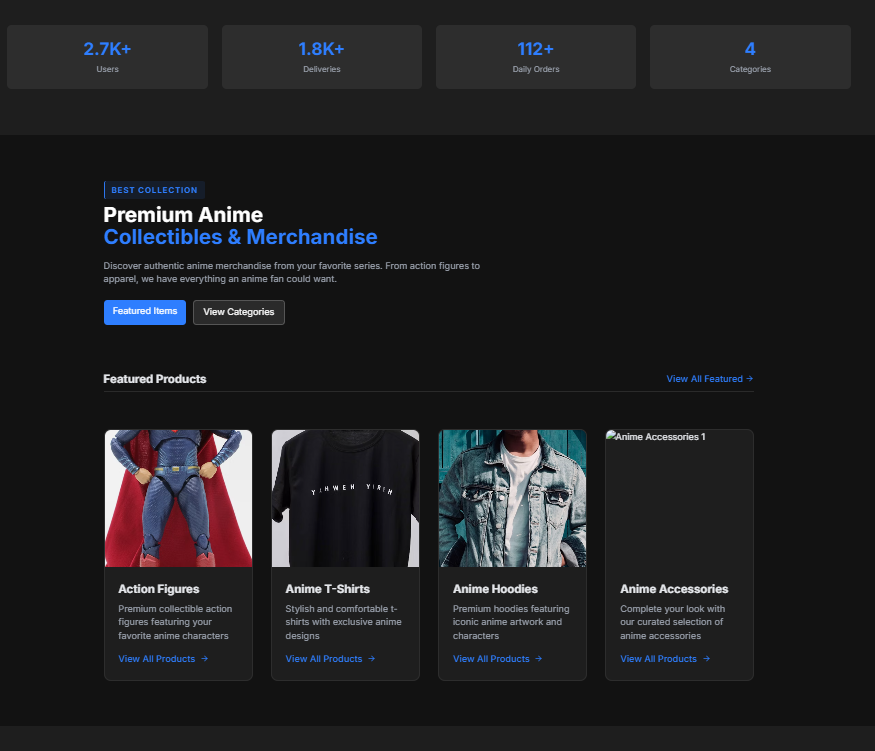 2.7K+
Users
1.8K+
Deliveries
112+
Daily Orders
4
Categories
BEST COLLECTION
Premium Anime
Collectibles & Merchandise
Discover authentic anime merchandise from your favorite series. From action figures to
apparel, we have everything an anime fan could want.
Featured Items
View Categories
Featured Products
View All Featured →
YIHWEH YIRIH
Anime Accessories 1
Action Figures
Premium collectible action
figures featuring your
favorite anime characters
View All Products →
Anime T-Shirts
Stylish and comfortable t-
shirts with exclusive anime
designs
View All Products →
Anime Hoodies
Premium hoodies featuring
iconic anime artwork and
characters
View All Products →
Anime Accessories
Complete your look with
our curated selection of
anime accessories
View All Products →